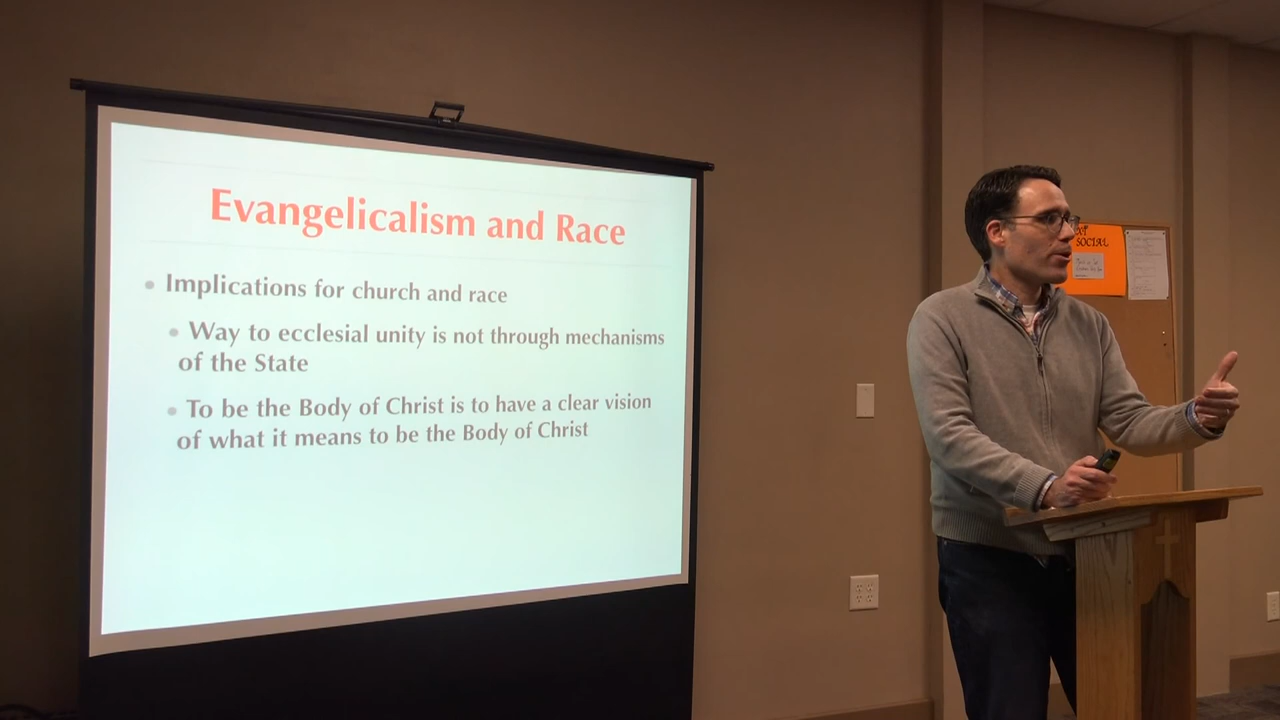 Evangelicalism and Race
Implications for church and race
Way to ecclesial unity is not through mechanisms
of the State
To be the Body of Christ is to have a clear vision
of what it means to be the Body of Christ
SOCIAL